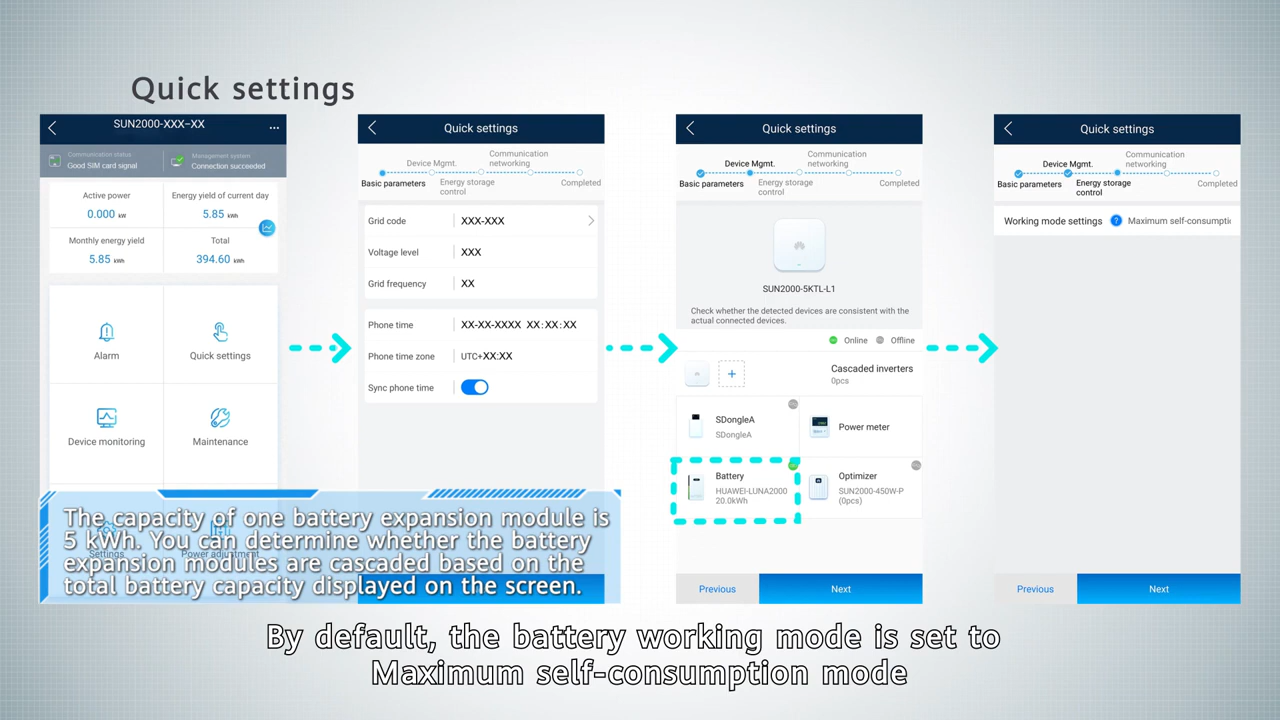 Quick settings
SUN2000-XXX-XX
...
Communication status
Good SIM card signal
Management system
Connection succeeded
Active power
0.000 kW
Energy yield of current day
5.85 kWh
Monthly energy yield
5.85 kWh
Total
394.60 kWh
Alarm
Quick settings
Device monitoring
Maintenance
Settings
Power adjustment
Quick settings
Device Mgmt.
Communication
networking
Basic parameters
Energy storage
control
Completed
Grid code XXX-XXX
Voltage level XXX
Grid frequency XX
Phone time XX-XX-XXXX XX:XX:XX
Phone time zone UTC+XX:XX
Sync phone time
Quick settings
Device Mgmt.
Communication
networking
Basic parameters
Energy storage
control
Completed
SUN2000-5KTL-L1
Check whether the detected devices are consistent with the
actual connected devices.
Online Offline
Cascaded inverters
0pcs
SDongleA
SDongleA
Power meter
Battery
HUAWEI-LUNA2000
20.0kWh
Optimizer
SUN2000-450W-P
(0pcs)
Previous Next
Quick settings
Device Mgmt.
Communication
networking
Basic parameters
Energy storage
control
Completed
Working mode settings ? Maximum self-consumpti
Previous Next
The capacity of one battery expansion module is
5 kWh. You can determine whether the battery
expansion modules are cascaded based on the
total battery capacity displayed on the screen.
By default, the battery working mode is set to
Maximum self-consumption mode